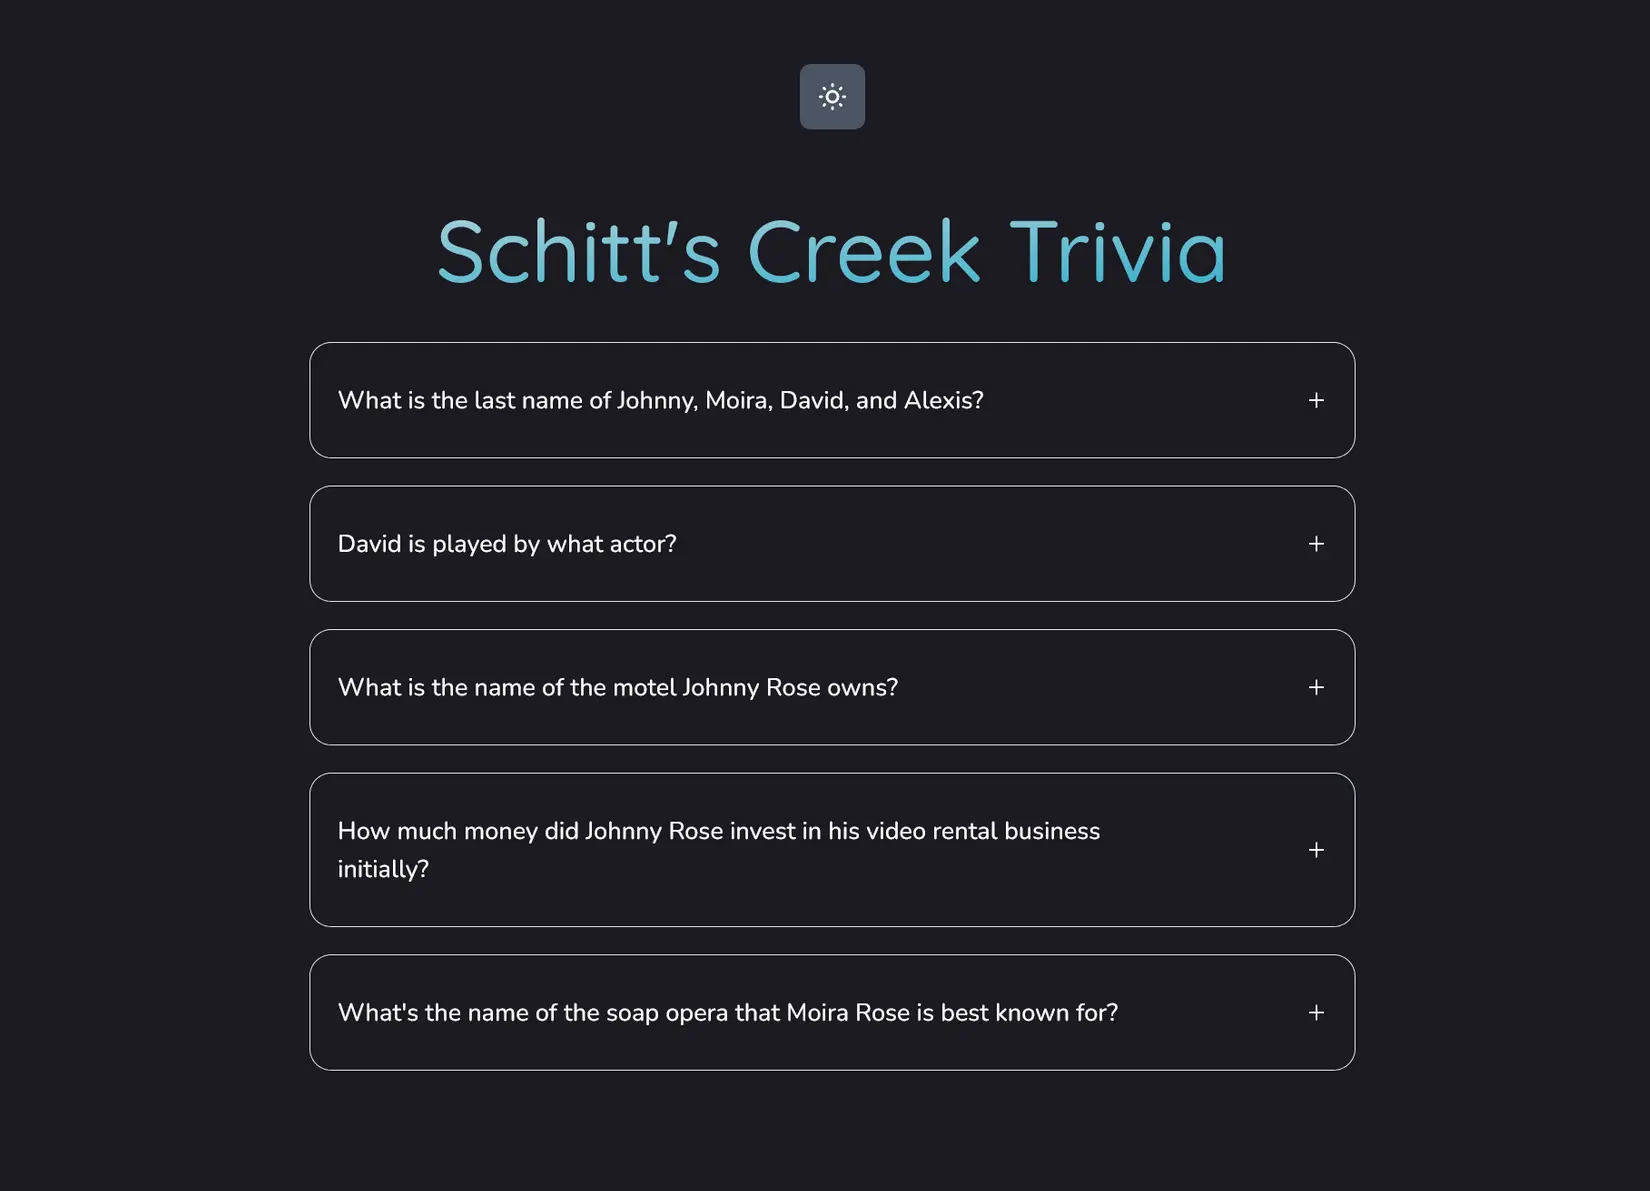 Schitt's Creek Trivia
What is the last name of Johnny, Moira, David, and Alexis?
David is played by what actor?
What is the name of the motel Johnny Rose owns?
How much money did Johnny Rose invest in his video rental business
initially?
What's the name of the soap opera that Moira Rose is best known for?